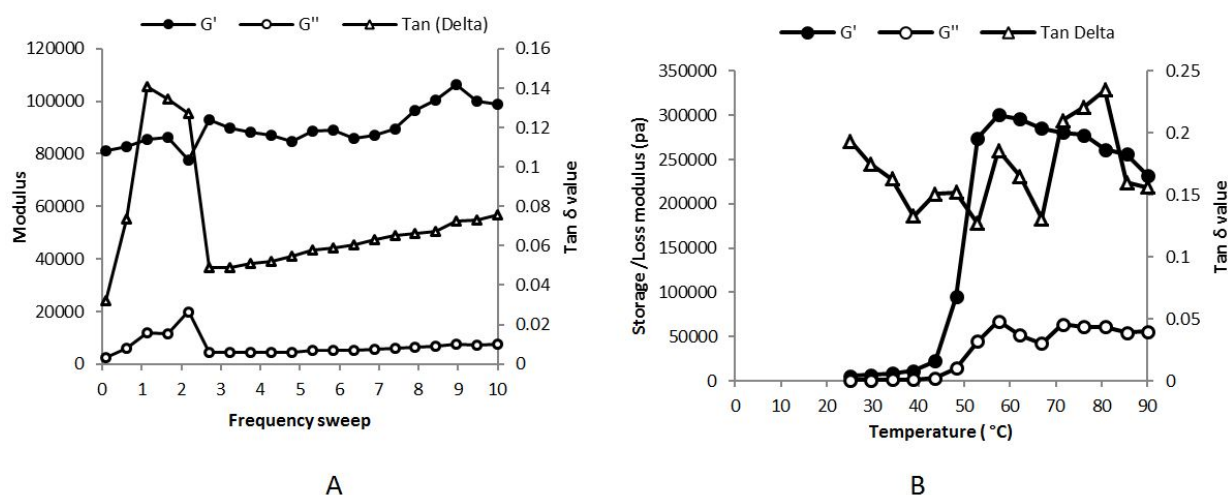 G' G'' Tan (Delta)
120000 0.16
100000 0.14
80000 0.12
60000 0.1
40000 0.08
20000 0.06
0 0.04
0.02
0
Modulus
Tan δ value
0 1 2 3 4 5 6 7 8 9 10
Frequency sweep
A
G' G'' Tan Delta
350000 0.25
300000 0.2
250000 0.15
200000 0.1
150000 0.05
100000 0
50000
0
Storage /Loss modulus (pa)
Tan δ value
0 10 20 30 40 50 60 70 80 90
Temperature ( °C)
B